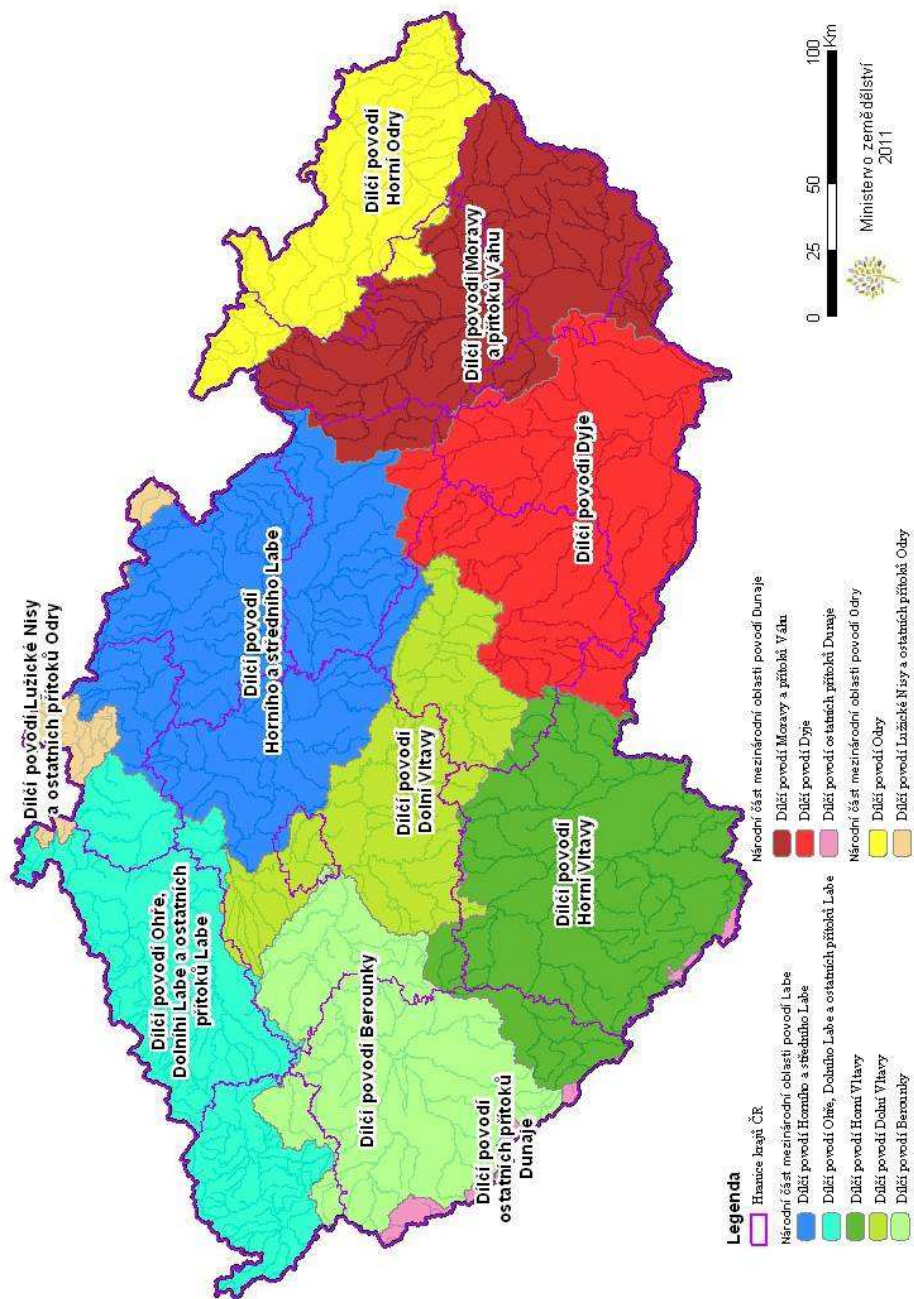 Dílčí povodí Lužické Nisy
a ostatních přítoků Odry
Dílčí povodí Ohře,
Dolního Labe a ostatních
přítoků Labe
Dílčí povodí
Horního a středního Labe
Dílčí povodí
Horní Odry
Dílčí povodí Berounky
Dílčí povodí
Dolní Vltavy
Dílčí povodí Moravy
a přítoků Váhu
Dílčí povodí
ostatních přítoků
Dunaje
Dílčí povodí
Horní Vltavy
Dílčí povodí Dyje
Legenda
Hranice krajů ČR
Národní část mezinárodní oblasti povodí Labe
Dílčí povodí Horního a středního Labe
Dílčí povodí Ohře, Dolního Labe a ostatních přítoků Labe
Dílčí povodí Horní Vltavy
Dílčí povodí Dolní Vltavy
Dílčí povodí Berounky
Národní část mezinárodní oblasti povodí Dunaje
Dílčí povodí Moravy a přítoků Váhu
Dílčí povodí Dyje
Dílčí povodí ostatních přítoků Dunaje
Národní část mezinárodní oblasti povodí Odry
Dílčí povodí Odry
Dílčí povodí Lužické Nisy a ostatních přítoků Odry
0 25 50 100
Km
Ministerstvo zemědělství
2011